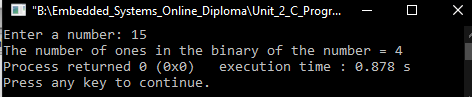 "B:\Embedded_Systems_Online_Diploma\Unit_2_C_Progr...
Enter a number: 15
The number of ones in the binary of the number = 4
Process returned 0 (0x0)   execution time : 0.878 s
Press any key to continue.